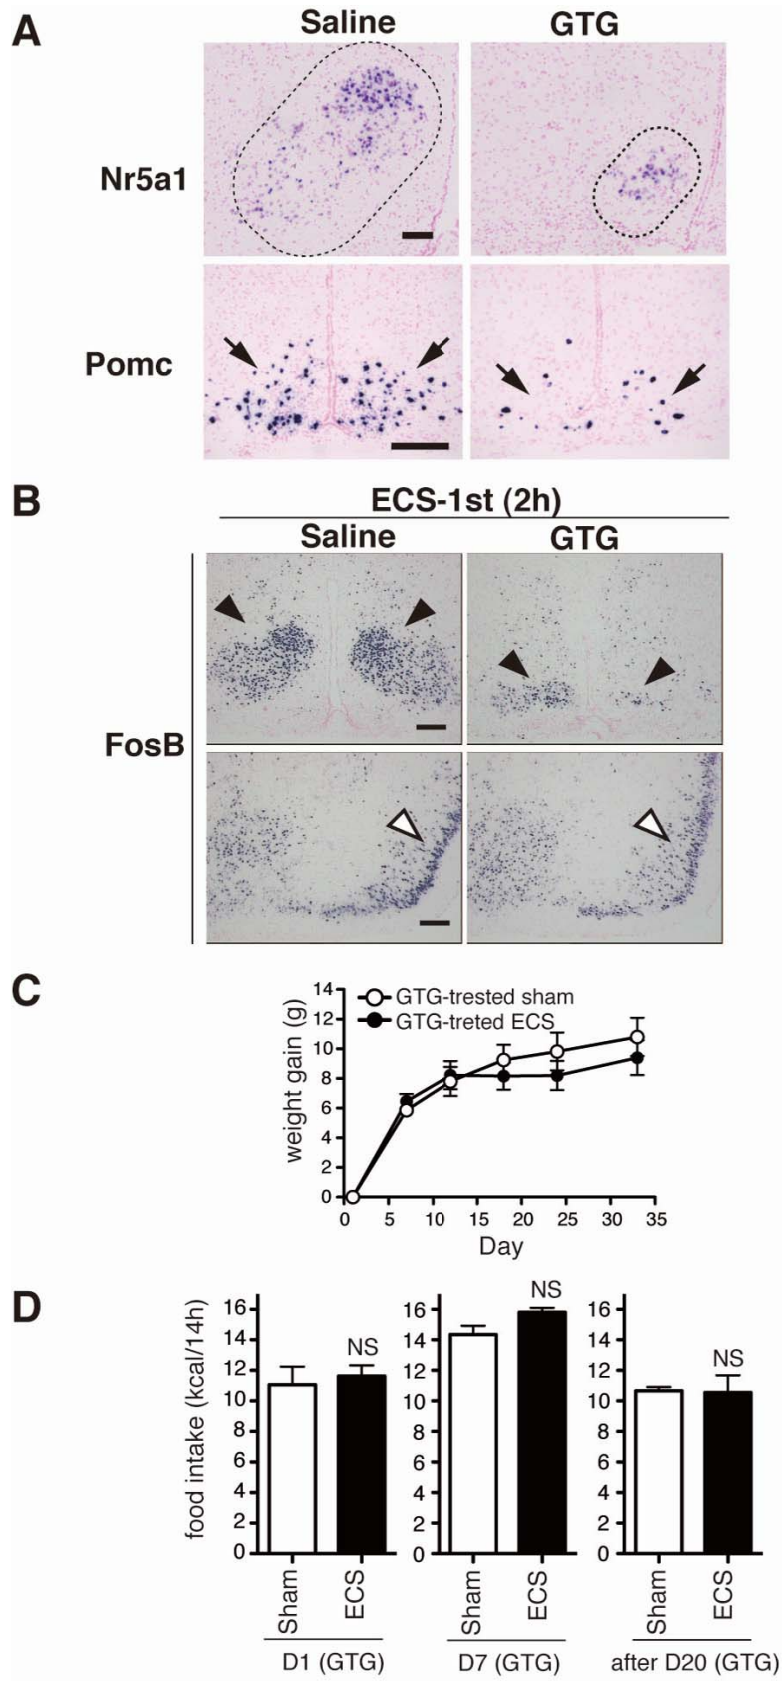 A
Saline GTG
Nr5a1
Pomc
B
ECS-1st (2h)
Saline GTG
FosB
C
14
12
10
8
6
4
2
0
weight gain (g)
GTG-trested sham
GTG-treted ECS
0 5 10 15 20 25 30 35
Day
D
food intake (kcal/14h)
16
14
12
10
8
6
4
2
0
NS
Sham ECS
D1 (GTG)
16
14
12
10
8
6
4
2
0
NS
Sham ECS
D7 (GTG)
16
14
12
10
8
6
4
2
0
NS
Sham ECS
after D20 (GTG)